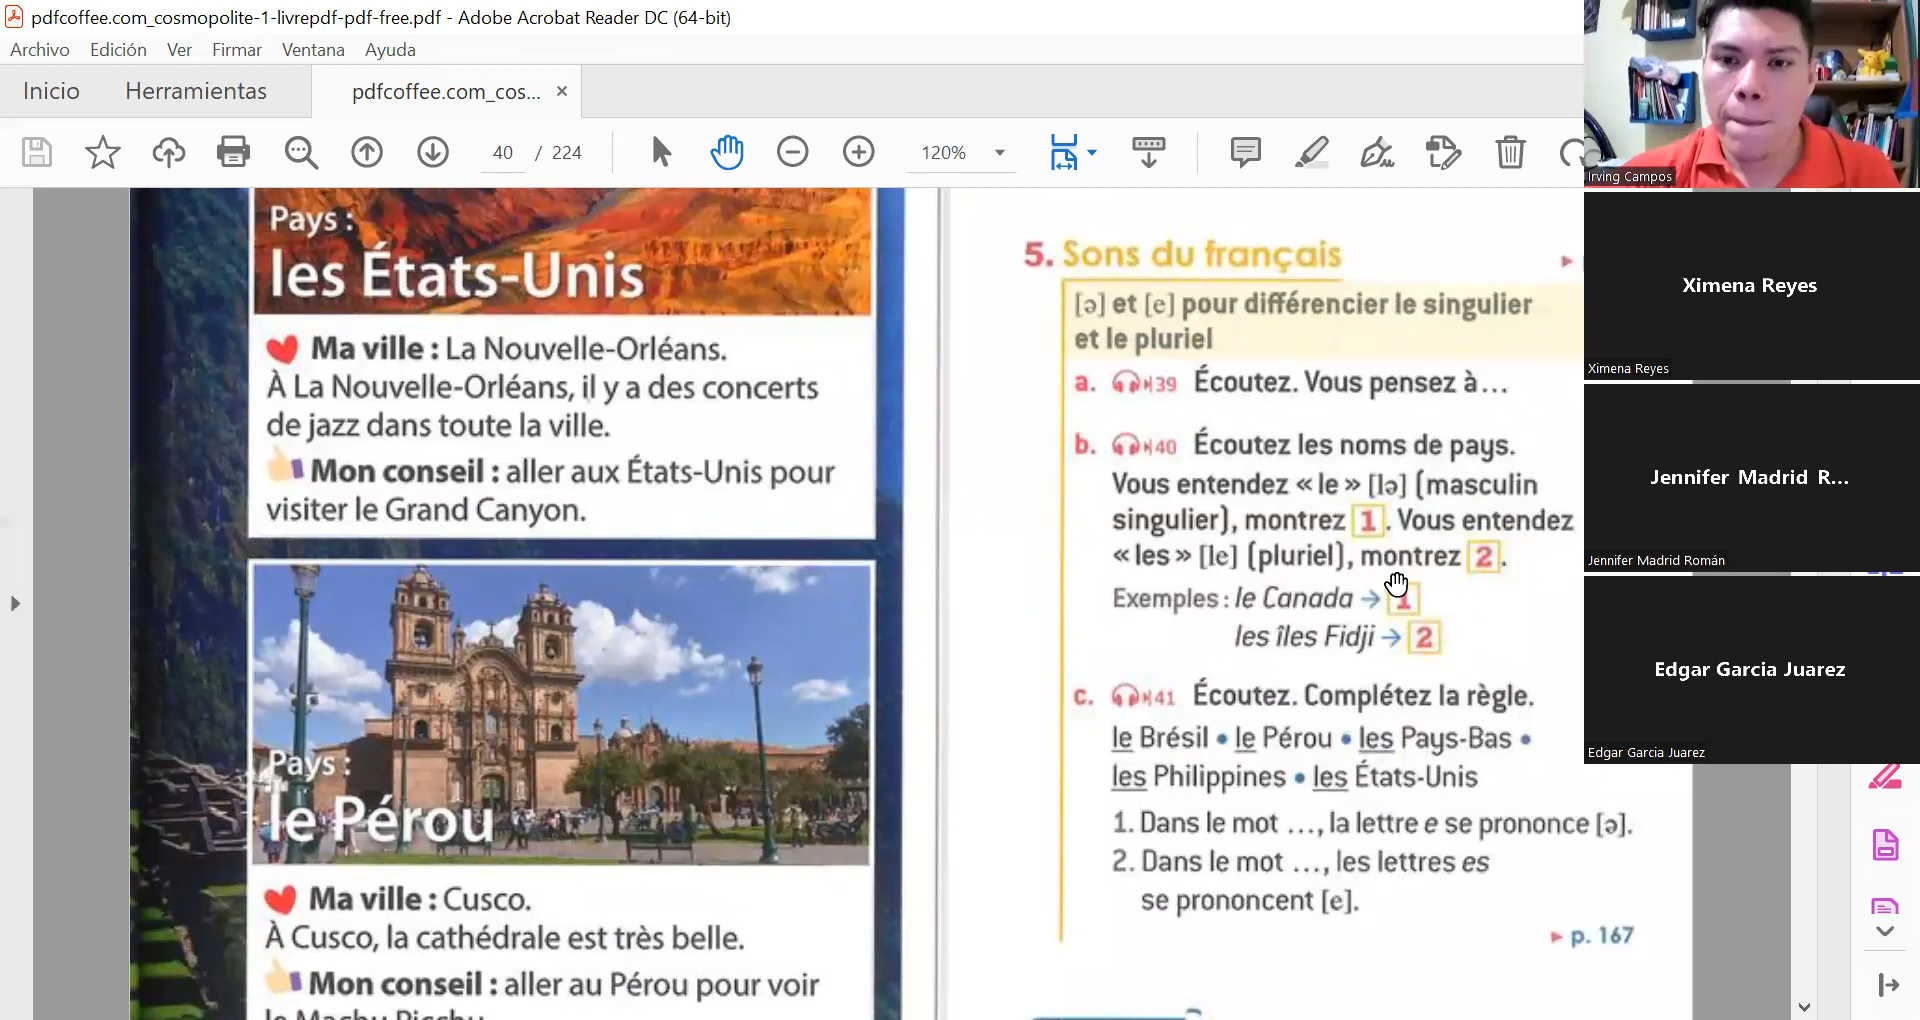 pdfcoffee.com_cosmopolite-1-livrepdf-pdf-free.pdf - Adobe Acrobat Reader DC (64-bit)
Archivo Edición Ver Firmar Ventana Ayuda
Inicio Herramientas pdfcoffee.com_cos... ×
40 / 224 120%
Pays :
les États-Unis
Ma ville : La Nouvelle-Orléans.
À La Nouvelle-Orléans, il y a des concerts
de jazz dans toute la ville.
Mon conseil : aller aux États-Unis pour
visiter le Grand Canyon.
Pays :
le Pérou
Ma ville : Cusco.
À Cusco, la cathédrale est très belle.
Mon conseil : aller au Pérou pour voir
le Machu Picchu
5. Sons du français
[ə] et [e] pour différencier le singulier
et le pluriel
a. 39 Écoutez. Vous pensez à...
b. 40 Écoutez les noms de pays.
Vous entendez « le » [lə] (masculin
singulier), montrez 1. Vous entendez
« les » [le] (pluriel), montrez 2.
Exemples : le Canada → 1
les îles Fidji → 2
c. 41 Écoutez. Complétez la règle.
le Brésil • le Pérou • les Pays-Bas •
les Philippines • les États-Unis
1. Dans le mot ..., la lettre e se prononce [ə].
2. Dans le mot ..., les lettres es
se prononcent [e].
► p. 167
Irving Campos
Ximena Reyes
Ximena Reyes
Jennifer Madrid R...
Jennifer Madrid Román
Edgar Garcia Juarez
Edgar Garcia Juarez